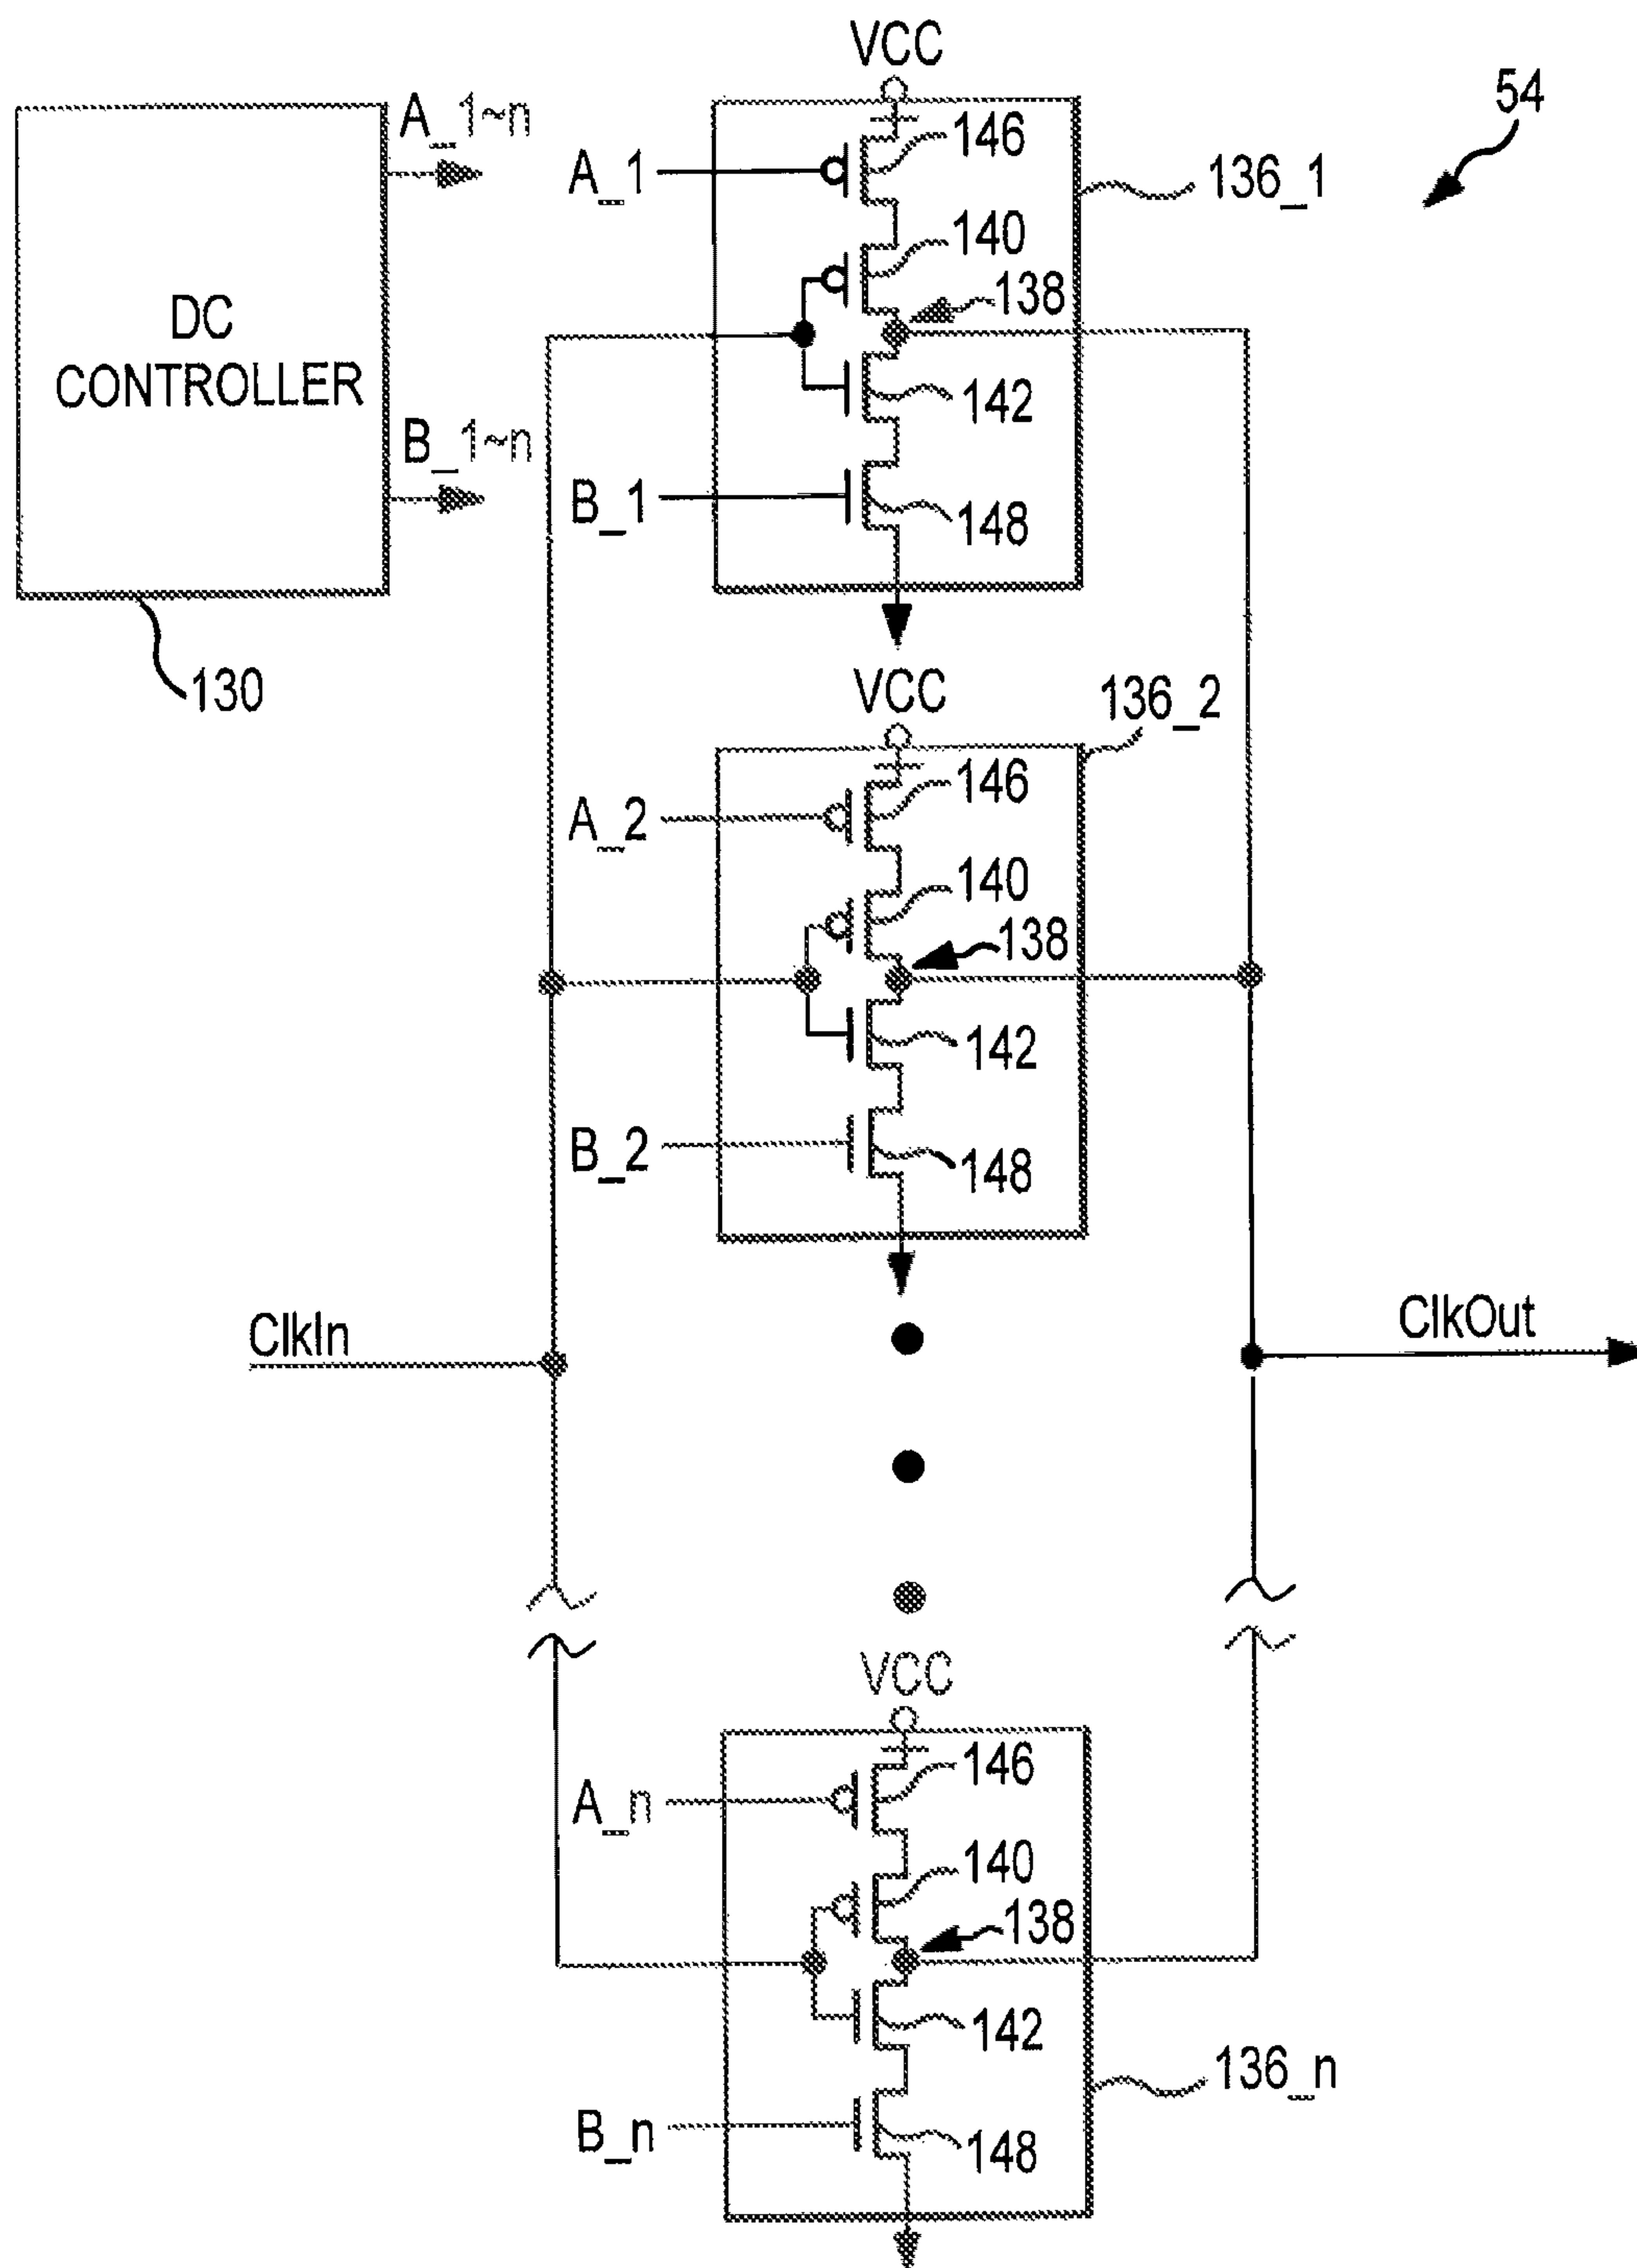 VCC
54
A_1~n
146
A_1
136_1
140
DC
CONTROLLER
138
142
B_1~n
B_1
148
130
VCC
136_2
146
A_2
140
138
142
B_2
148
ClkIn
ClkOut
VCC
146
A_n
140
138
142
136_n
B_n
148